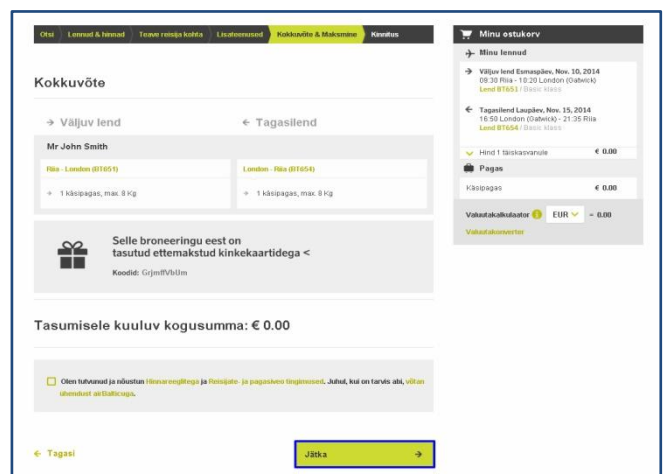 Otsi Lennud & hinnad Teave reisija kohta Lisateenused Kokkuvõte & Maksmine Kinnitus
Kokkuvõte
→ Väljuv lend ← Tagasilend
Mr John Smith
Riia - London (BT651) London - Riia (BT654)
1 käsipagas, max. 8 Kg 1 käsipagas, max. 8 Kg
Selle broneeringu eest on
tasutud ettemakstud kinkekaartidega <
Koodid: GrjmffVbUm
Tasumisele kuuluv kogusumma: € 0.00
Olen tutvunud ja nõustun Hinnareeglitega ja Reisijate- ja pagasiveo tingimused. Juhul, kui on tarvis abi, võtan
ühendust airBalticuga.
← Tagasi
Jätka →
Minu ostukorv
Minu lennud
→ Väljuv lend Esmaspäev, Nov. 10, 2014
08:30 Riia - 10:20 London (Gatwick)
Lend BT651 / Basic klass
← Tagasilend Laupäev, Nov. 15, 2014
16:50 London (Gatwick) - 21:35 Riia
Lend BT654 / Basic klass
Hind 1 täiskasvanule € 0.00
Pagas
Käsipagas € 0.00
Valuutakalkulaator i EUR = 0.00
Valuutakonverter